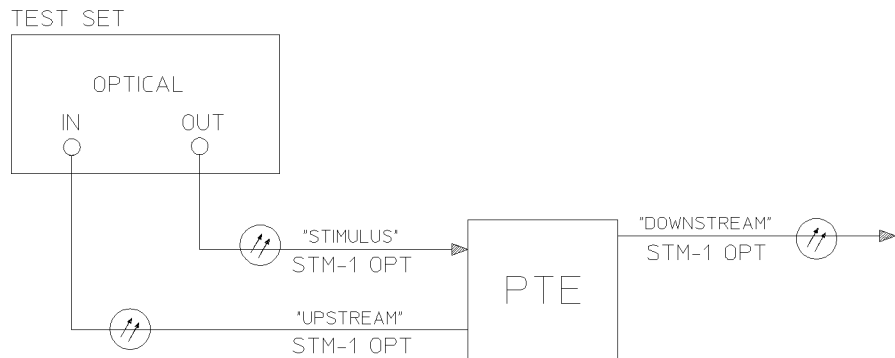 TEST SET
OPTICAL
IN
OUT
"STIMULUS"
STM-1 OPT
"UPSTREAM"
STM-1 OPT
PTE
"DOWNSTREAM"
STM-1 OPT